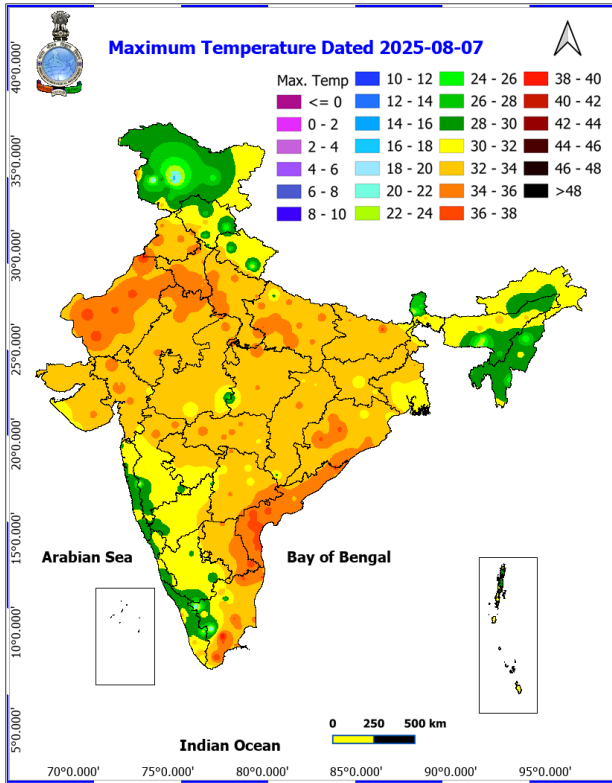 Maximum Temperature Dated 2025-08-07
Max. Temp
<= 0
0 - 2
2 - 4
4 - 6
6 - 8
8 - 10
10 - 12
12 - 14
14 - 16
16 - 18
18 - 20
20 - 22
22 - 24
24 - 26
26 - 28
28 - 30
30 - 32
32 - 34
34 - 36
36 - 38
38 - 40
40 - 42
42 - 44
44 - 46
46 - 48
>48
40°0.000'
35°0.000'
30°0.000'
25°0.000'
20°0.000'
15°0.000'
10°0.000'
5°0.000'
Arabian Sea
Bay of Bengal
Indian Ocean
0 250 500 km
70°0.000' 75°0.000' 80°0.000' 85°0.000' 90°0.000' 95°0.000'